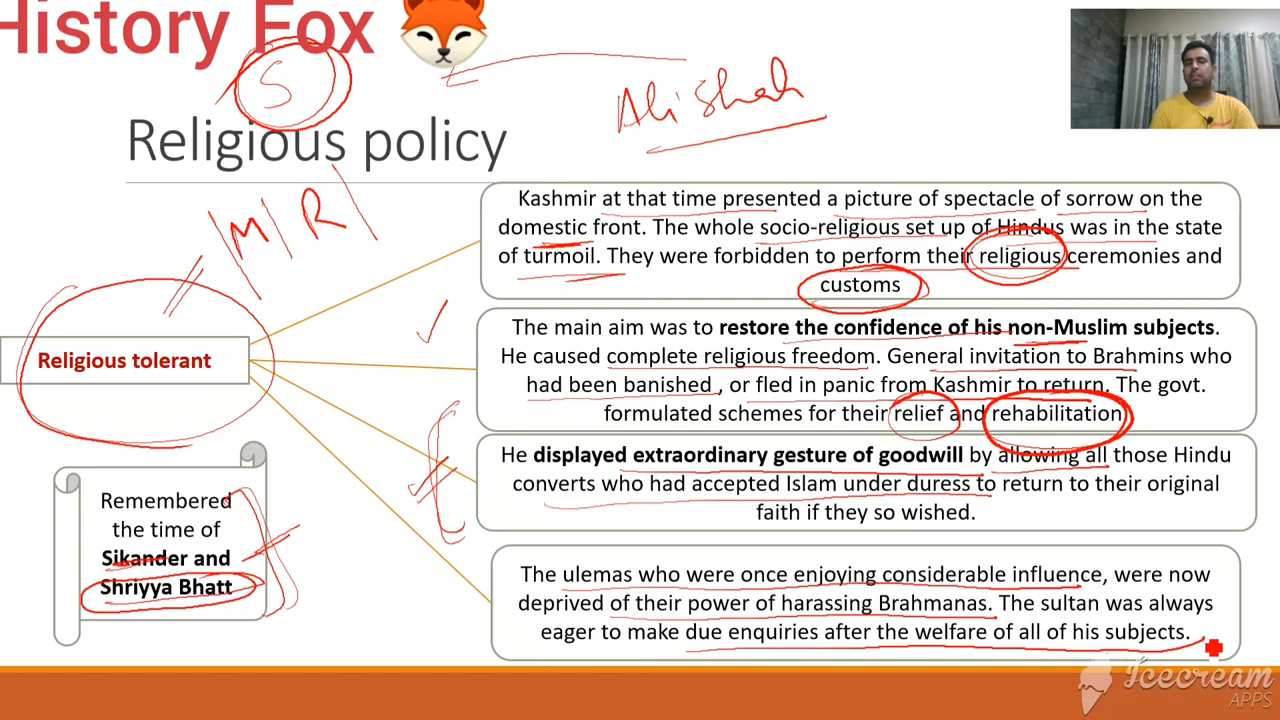 History Fox
S
Ali Shah
Religious policy
M R
Kashmir at that time presented a picture of spectacle of sorrow on the
domestic front. The whole socio-religious set up of Hindus was in the state
of turmoil. They were forbidden to perform their religious ceremonies and
customs
The main aim was to restore the confidence of his non-Muslim subjects.
He caused complete religious freedom. General invitation to Brahmins who
had been banished , or fled in panic from Kashmir to return. The govt.
formulated schemes for their relief and rehabilitation
Religious tolerant
He displayed extraordinary gesture of goodwill by allowing all those Hindu
converts who had accepted Islam under duress to return to their original
faith if they so wished.
Remembered
the time of
Sikander and
Shriyya Bhatt
The ulemas who were once enjoying considerable influence, were now
deprived of their power of harassing Brahmanas. The sultan was always
eager to make due enquiries after the welfare of all of his subjects.
Icecream
APPS